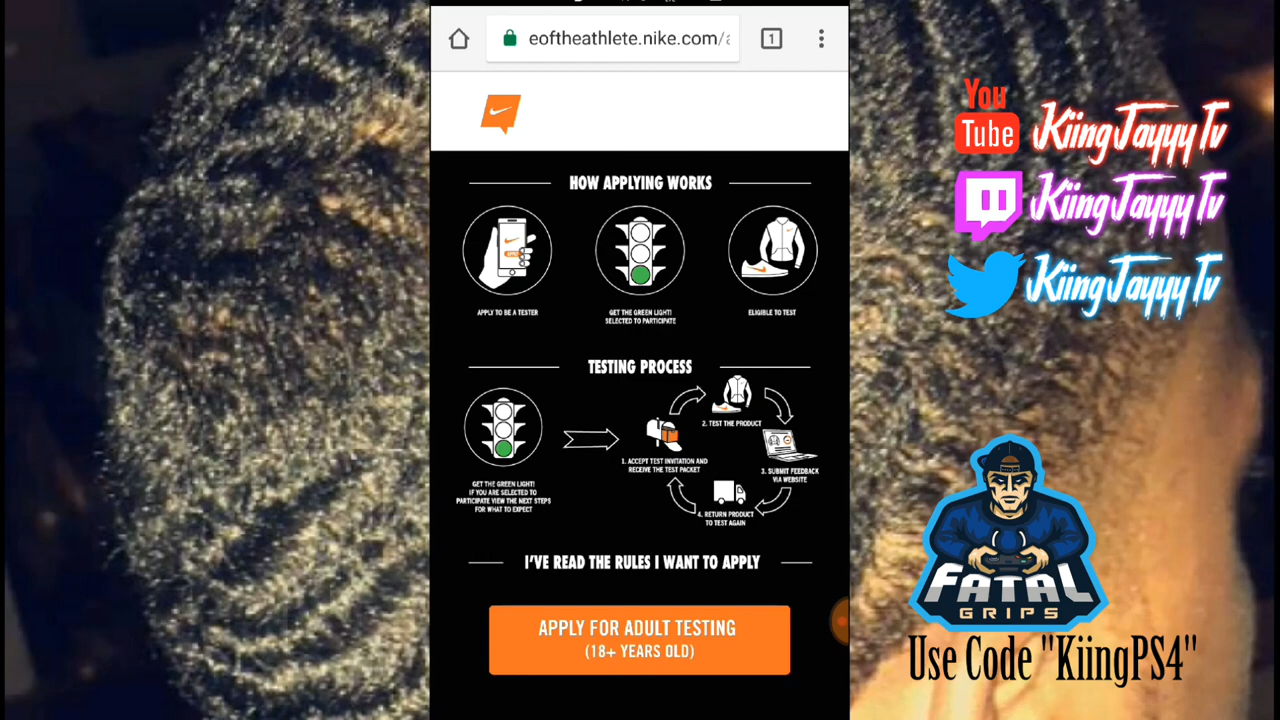 eoftheathlete.nike.com/
1
HOW APPLYING WORKS
APPLY TO BE A TESTER
GET THE GREEN LIGHT!
SELECTED TO PARTICIPATE
ELIGIBLE TO TEST
TESTING PROCESS
2. TEST THE PRODUCT
1. ACCEPT TEST INVITATION AND
RECEIVE THE TEST PACKET
3. SUBMIT FEEDBACK
VIA WEBSITE
GET THE GREEN LIGHT!
IF YOU ARE SELECTED TO
PARTICIPATE VIEW THE NEXT STEPS
FOR WHAT TO EXPECT
4. RETURN PRODUCT
TO TEST AGAIN
I'VE READ THE RULES I WANT TO APPLY
APPLY FOR ADULT TESTING
(18+ YEARS OLD)
You
Tube
KiingJayyyTv
KiingJayyyTv
KiingJayyyTv
FATAL
GRIPS
Use Code "KiingPS4"